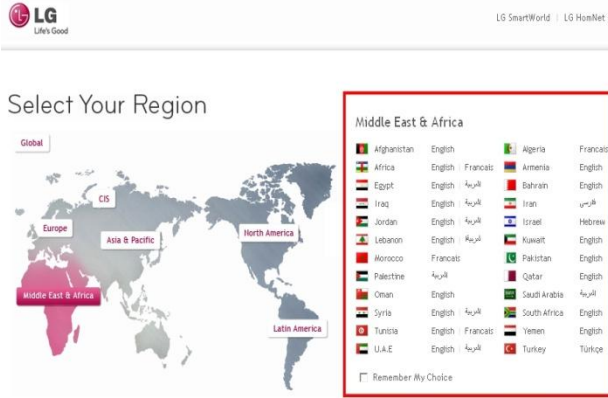 LG
Life's Good
LG SmartWorld | LG HomNet
Select Your Region
Global
CIS
Europe
Asia & Pacific
North America
Middle East & Africa
Latin America
Middle East & Africa
Afghanistan English Algeria Francais
Africa English | Francais Armenia English
Egypt English | العربية Bahrain English
Iraq English | العربية Iran فارسی
Jordan English | العربية Israel Hebrew
Lebanon English | العربية Kuwait English
Morocco Francais Pakistan English
Palestine العربية Qatar English
Oman English Saudi Arabia العربية
Syria English | العربية South Africa English
Tunisia English | Francais Yemen English
U.A.E English | العربية Turkey Türkçe
Remember My Choice